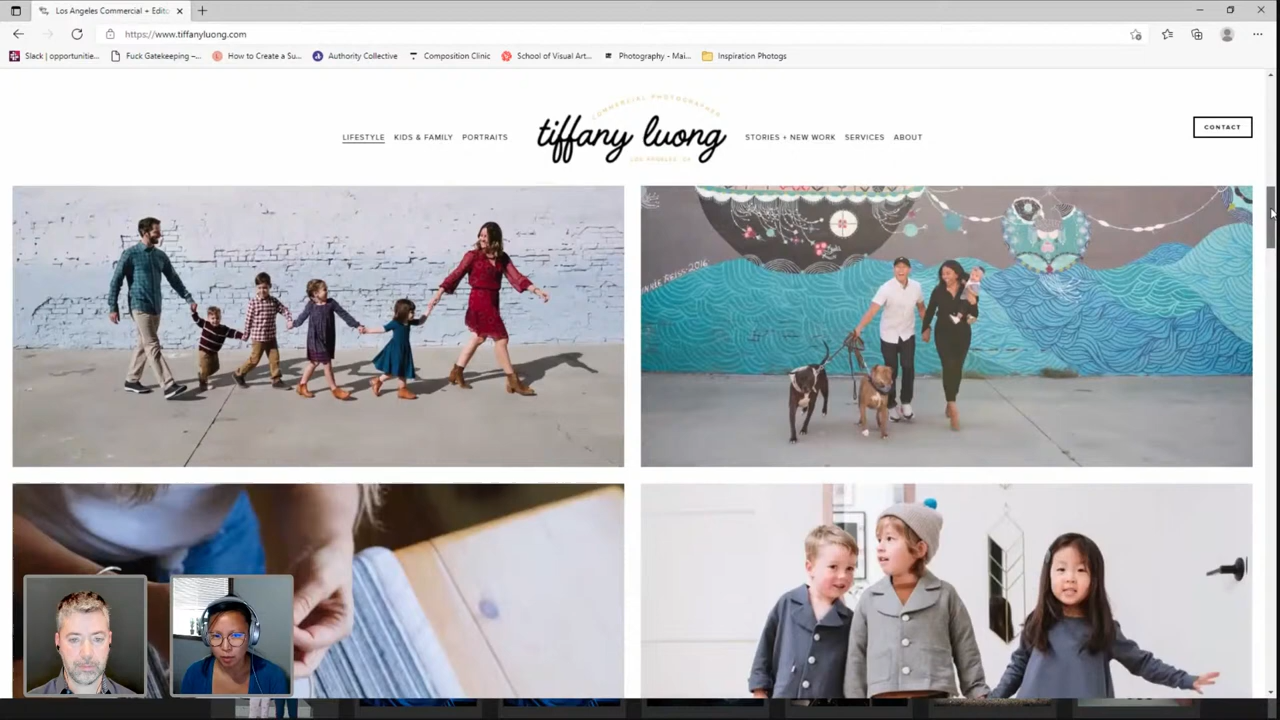 Los Angeles Commercial + Edito
https://www.tiffanyluong.com
Slack | opportunitie... Fuck Gatekeeping –... How to Create a Su... Authority Collective Composition Clinic School of Visual Art... Photography - Mai... Inspiration Photogs
COMMERCIAL PHOTOGRAPHER
LIFESTYLE KIDS & FAMILY PORTRAITS tiffany luong STORIES + NEW WORK SERVICES ABOUT CONTACT
LOS ANGELES, CA